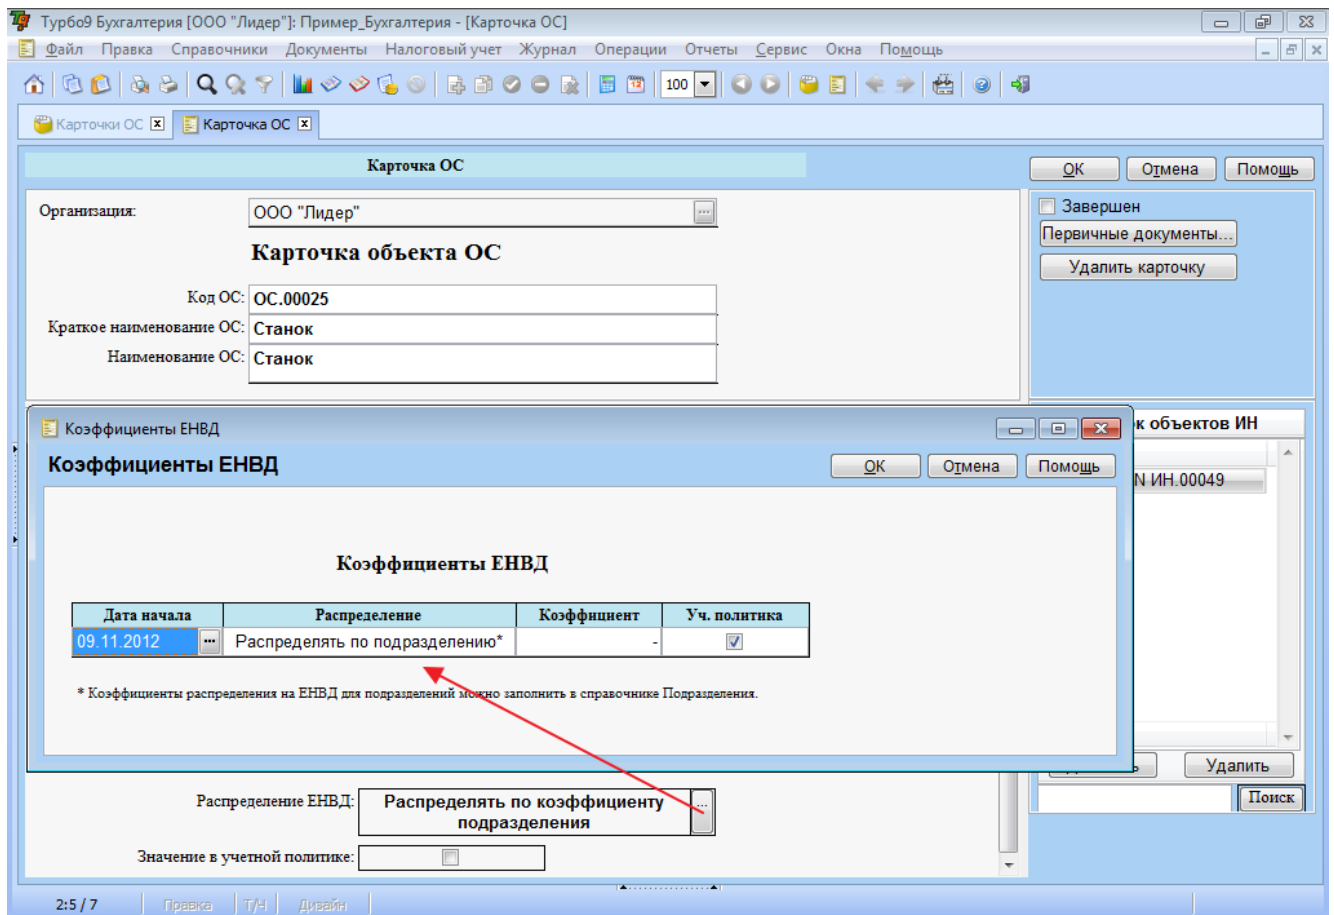 Турбо9 Бухгалтерия [ООО "Лидер"]: Пример_Бухгалтерия - [Карточка ОС]
Файл Правка Справочники Документы Налоговый учет Журнал Операции Отчеты Сервис Окна Помощь
100
Карточки ОС Карточка ОС
Карточка ОС
ОК Отмена Помощь
Организация: ООО "Лидер" ...
Завершен
Первичные документы...
Удалить карточку
Карточка объекта ОС
Код ОС: ОС.00025
Краткое наименование ОС: Станок
Наименование ОС: Станок
Коэффициенты ЕНВД
Коэффициенты ЕНВД
ОК Отмена Помощь
к объектов ИН
N ИН.00049
Коэффициенты ЕНВД
Дата начала Распределение Коэффициент Уч. политика
09.11.2012 ... Распределять по подразделению* -
* Коэффициенты распределения на ЕНВД для подразделений можно заполнить в справочнике Подразделения.
Удалить
Поиск
Распределение ЕНВД: Распределять по коэффициенту
подразделения ...
Значение в учетной политике:
2:5 / 7 Правка Т/Ч Дизайн